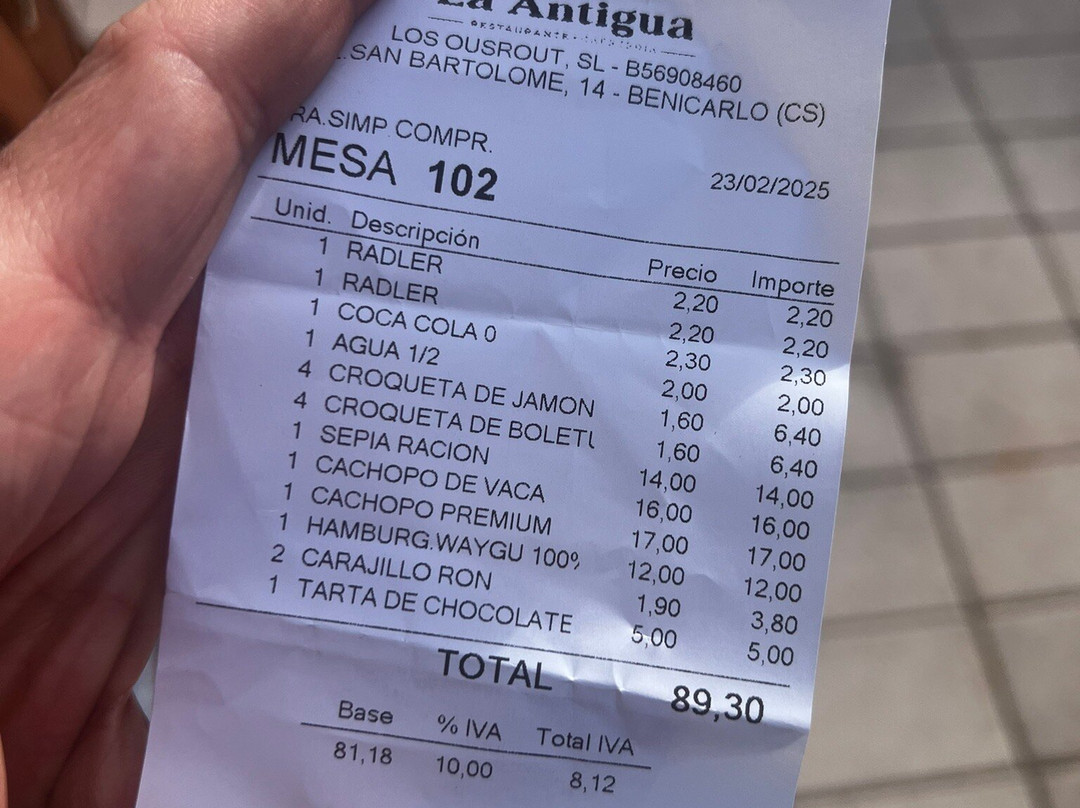 La Antigua
LOS OUSROUT, SL - B56908460
.SAN BARTOLOME, 14 - BENICARLO (CS)
RA.SIMP.COMPR.
MESA 102 23/02/2025
Unid. Descripción Precio Importe
1 RADLER 2,20 2,20
1 RADLER 2,20 2,20
1 COCA COLA 0 2,30 2,30
1 AGUA 1/2 2,00 2,00
4 CROQUETA DE JAMON 1,60 6,40
4 CROQUETA DE BOLETU 1,60 6,40
1 SEPIA RACION 14,00 14,00
1 CACHOPO DE VACA 16,00 16,00
1 CACHOPO PREMIUM 17,00 17,00
1 HAMBURG.WAYGU 100% 12,00 12,00
2 CARAJILLO RON 1,90 3,80
1 TARTA DE CHOCOLATE 5,00 5,00
TOTAL 89,30
Base % IVA Total IVA
81,18 10,00 8,12